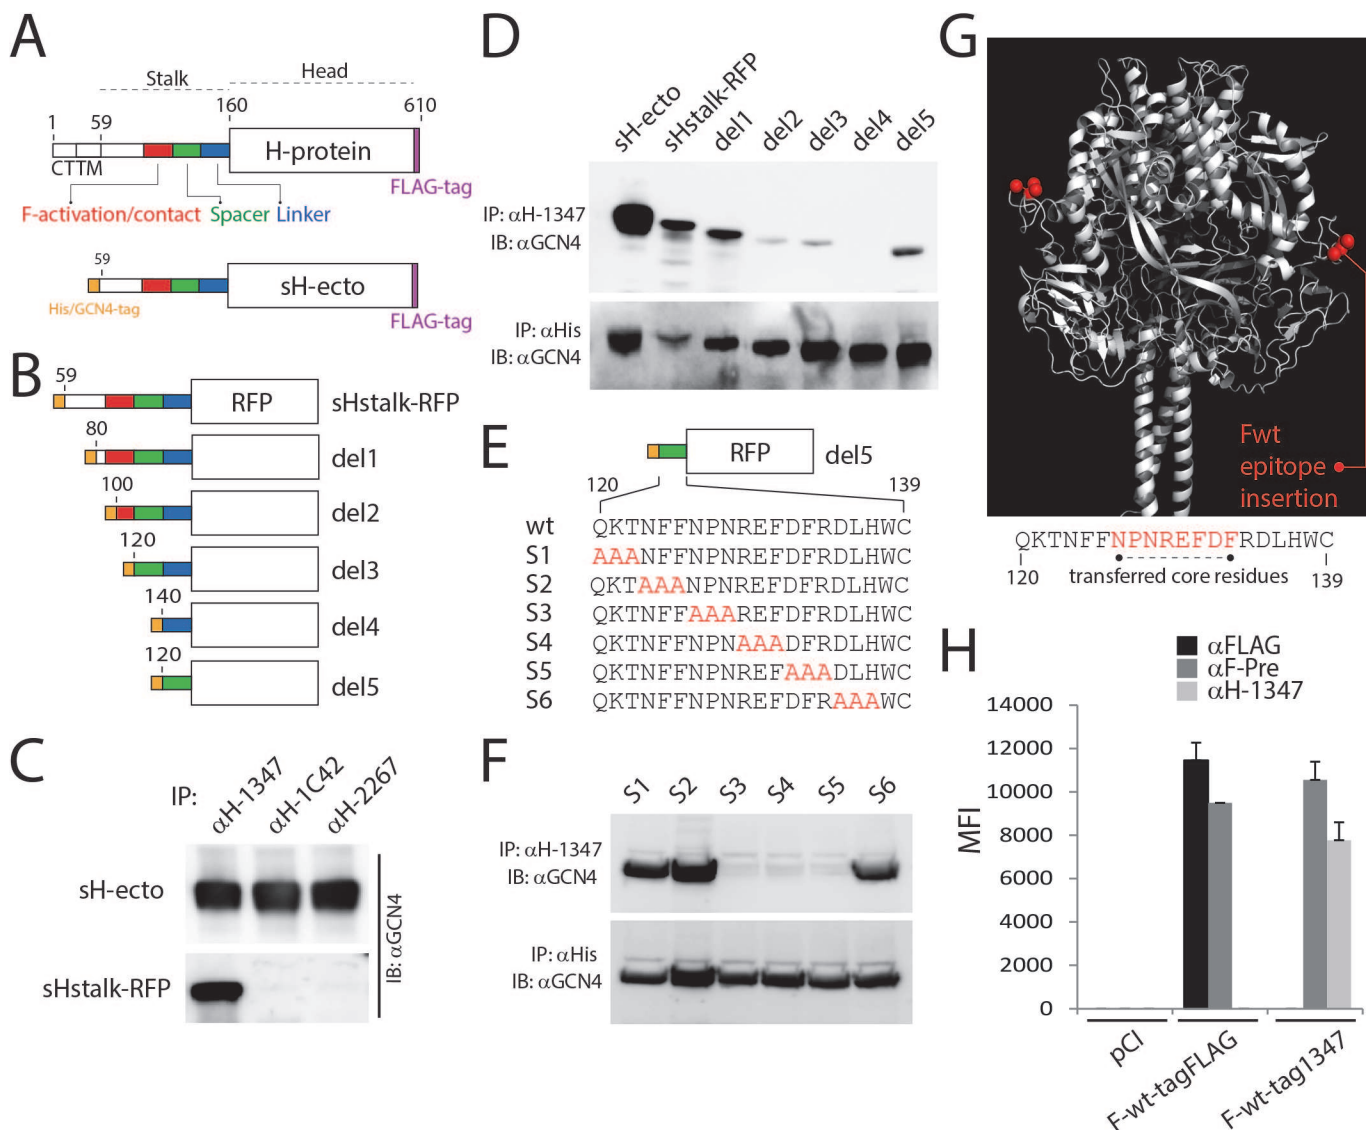 A
Stalk
Head
1
59
160
610
CTTM
H-protein
FLAG-tag
F-activation/contact Spacer Linker
59
His/GCN4-tag
sH-ecto
FLAG-tag
B
59
RFP
sHstalk-RFP
80
del1
100
del2
120
del3
140
del4
120
del5
C
IP:
αH-1347
αH-1C42
αH-2267
sH-ecto
sHstalk-RFP
IB: αGCN4
D
sH-ecto
sHstalk-RFP
del1
del2
del3
del4
del5
IP: αH-1347
IB: αGCN4
IP: αHis
IB: αGCN4
E
RFP
del5
120
139
wt QKTNFFNPNREFDFRDLHWC
S1 AAANFFNPNREFDFRDLHWC
S2 QKTAAANPNREFDFRDLHWC
S3 QKTNFFAAAREFDFRDLHWC
S4 QKTNFFNPNAAADFRDLHWC
S5 QKTNFFNPNREFAAADLHWC
S6 QKTNFFNPNREFDFRAAAWC
F
S1
S2
S3
S4
S5
S6
IP: αH-1347
IB: αGCN4
IP: αHis
IB: αGCN4
G
Fwt
epitope
insertion
QKTNFFNPNREFDFRDLHWC
120
transferred core residues
139
H
αFLAG
αF-Pre
αH-1347
MFI
14000
12000
10000
8000
6000
4000
2000
0
pCI
F-wt-tagFLAG
F-wt-tag1347